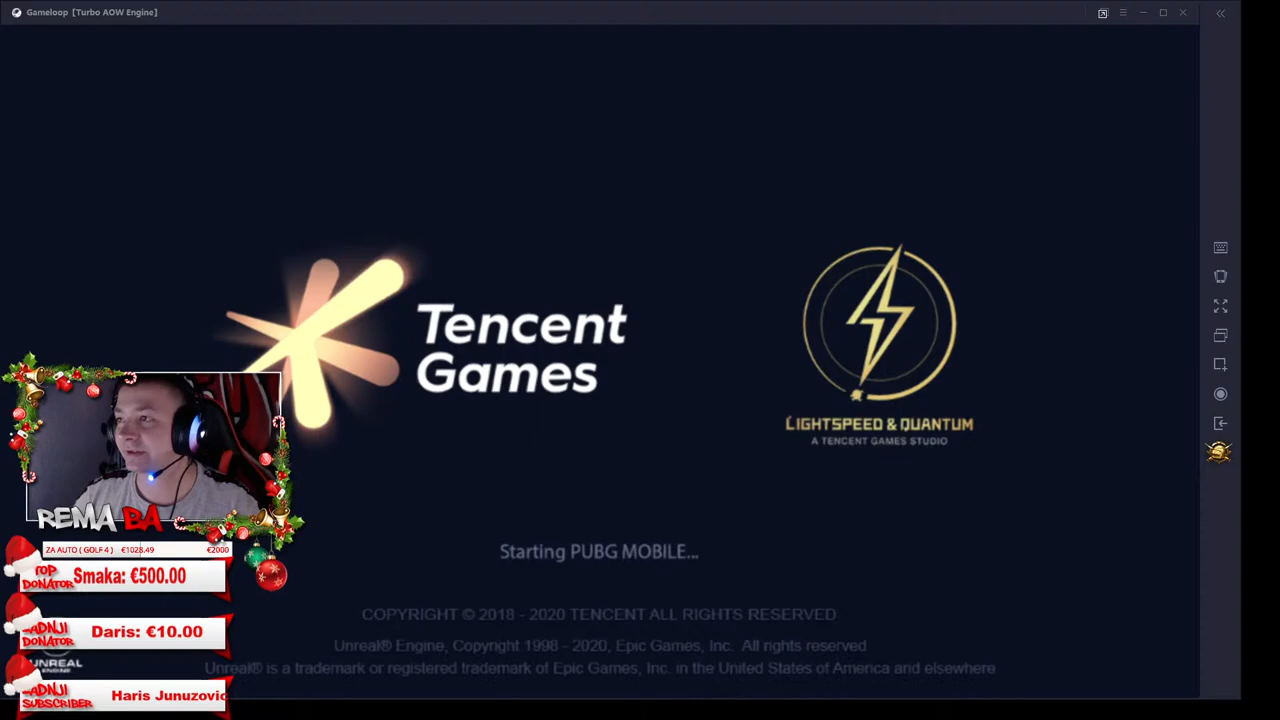 Gameloop [Turbo AOW Engine]
Tencent
Games
LIGHTSPEED & QUANTUM
A TENCENT GAMES STUDIO
REMA BA
ZA AUTO ( GOLF 4 ) €1028.49 €2000
TOP
DONATOR
Smaka: €500.00
Starting PUBG MOBILE...
COPYRIGHT © 2018 - 2020 TENCENT ALL RIGHTS RESERVED
ZADNJI
DONATOR
Daris: €10.00
Unreal® Engine, Copyright 1998 - 2020, Epic Games, Inc. All rights reserved
UNREAL
Unreal® is a trademark or registered trademark of Epic Games, Inc. in the United States of America and elsewhere
ZADNJI
SUBSCRIBER
Haris Junuzovic